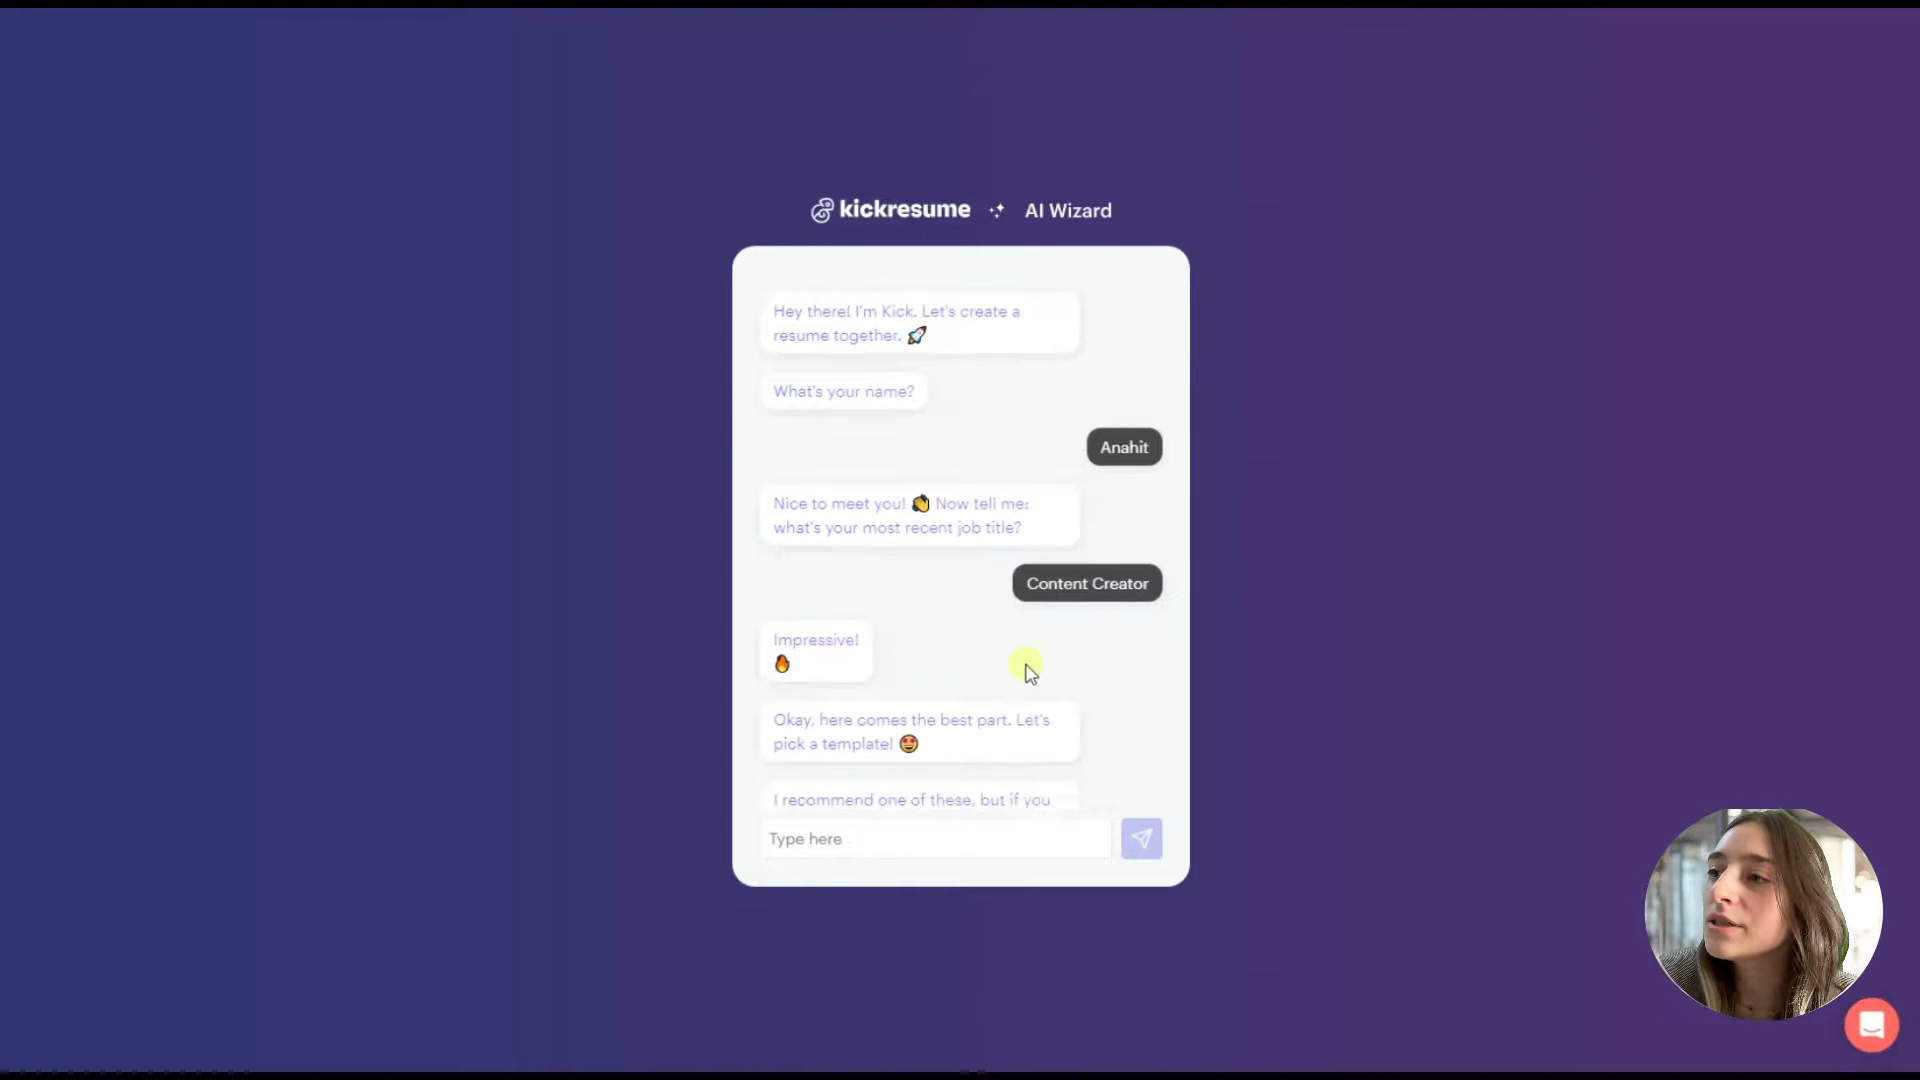 kickresume AI Wizard
Hey there! I'm Kick. Let's create a
resume together. 🚀
What's your name?
Anahit
Nice to meet you! 👏 Now tell me:
what's your most recent job title?
Content Creator
Impressive!
🔥
Okay, here comes the best part. Let's
pick a template! 🤩
I recommend one of these, but if you
Type here